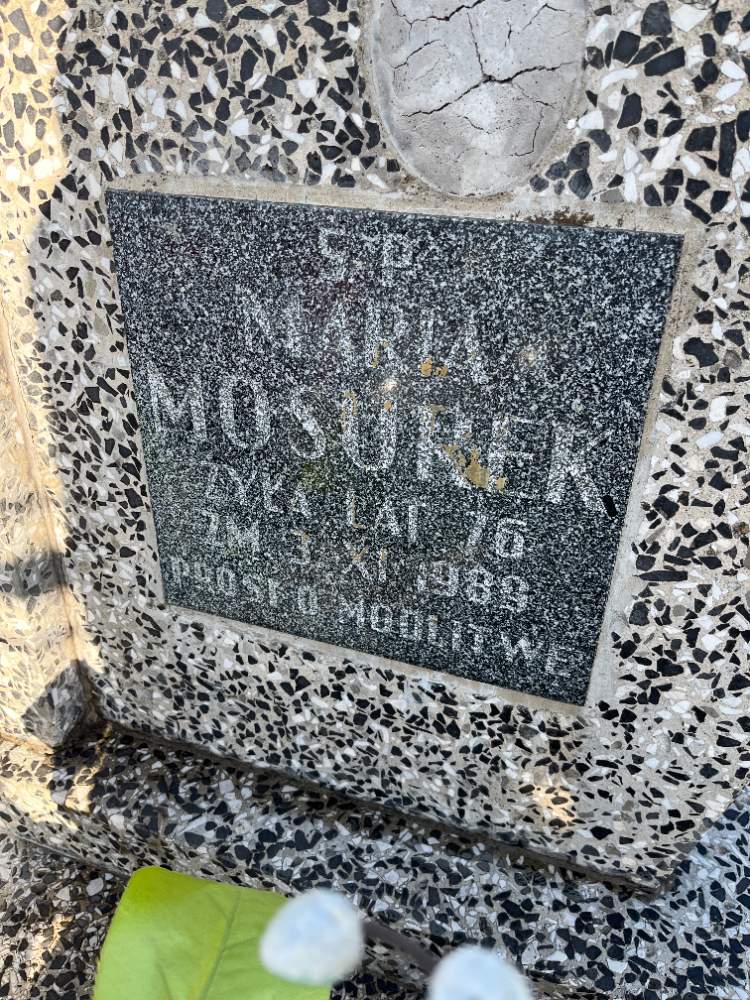 Ś.P.
MARIA
MOSUREK
ŻYŁA LAT 76
ZM 3 XI 1989
PROSI O MODLITWĘ